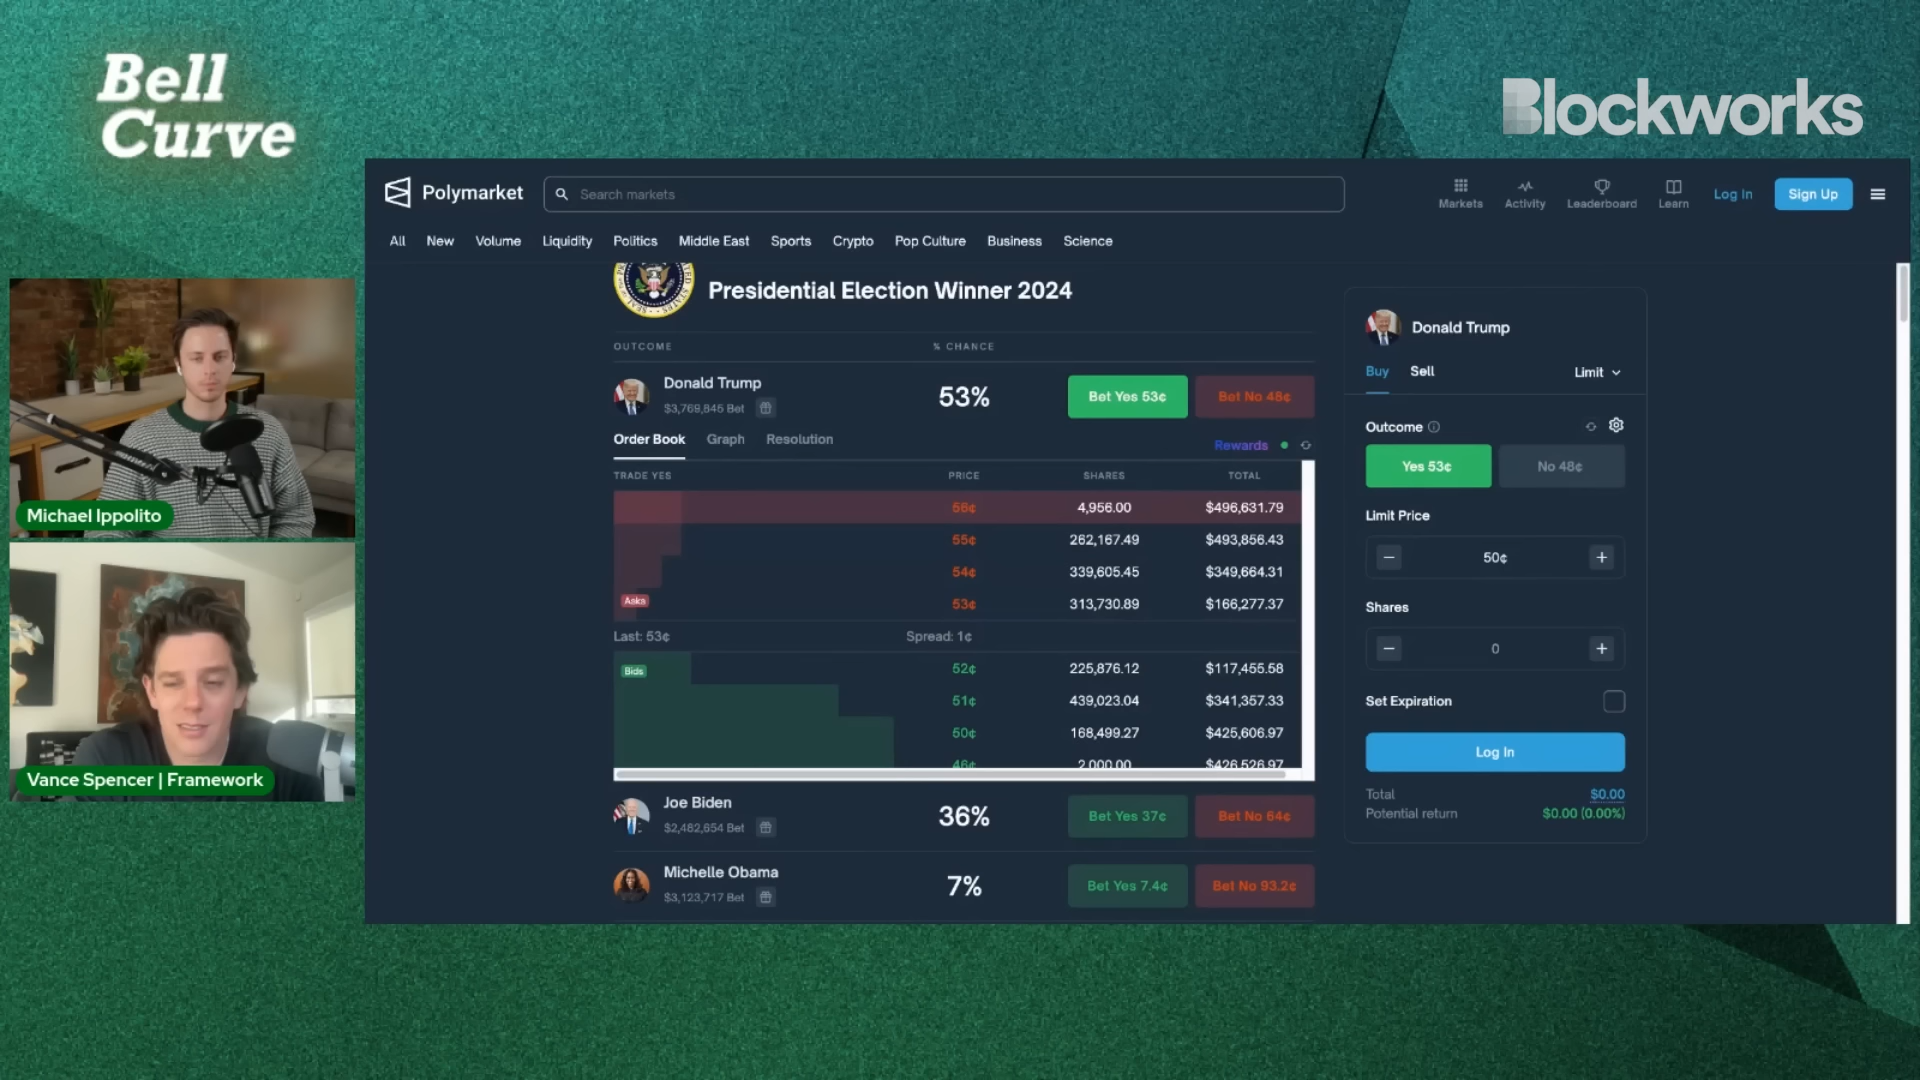 Bell
Curve
Blockworks
Polymarket
Search markets
Markets
Activity
Leaderboard
Learn
Log In
Sign Up
All New Volume Liquidity Politics Middle East Sports Crypto Pop Culture Business Science
Presidential Election Winner 2024
OUTCOME % CHANCE
Donald Trump
$3,769,845 Bet
53%
Bet Yes 53¢
Bet No 48¢
Order Book Graph Resolution
Rewards
TRADE YES PRICE SHARES TOTAL
56¢ 4,956.00 $496,631.79
55¢ 262,167.49 $493,856.43
54¢ 339,605.45 $349,664.31
Asks 53¢ 313,730.89 $166,277.37
Last: 53¢ Spread: 1¢
Bids 52¢ 225,876.12 $117,455.58
51¢ 439,023.04 $341,357.33
50¢ 168,499.27 $425,606.97
46¢ 2,000.00 $426,526.97
Joe Biden
$2,482,654 Bet
36%
Bet Yes 37¢
Bet No 64¢
Michelle Obama
$3,123,717 Bet
7%
Bet Yes 7.4¢
Bet No 93.2¢
Donald Trump
Buy Sell Limit
Outcome
Yes 53¢ No 48¢
Limit Price
50¢
Shares
0
Set Expiration
Log In
Total $0.00
Potential return $0.00 (0.00%)
Michael Ippolito
Vance Spencer | Framework